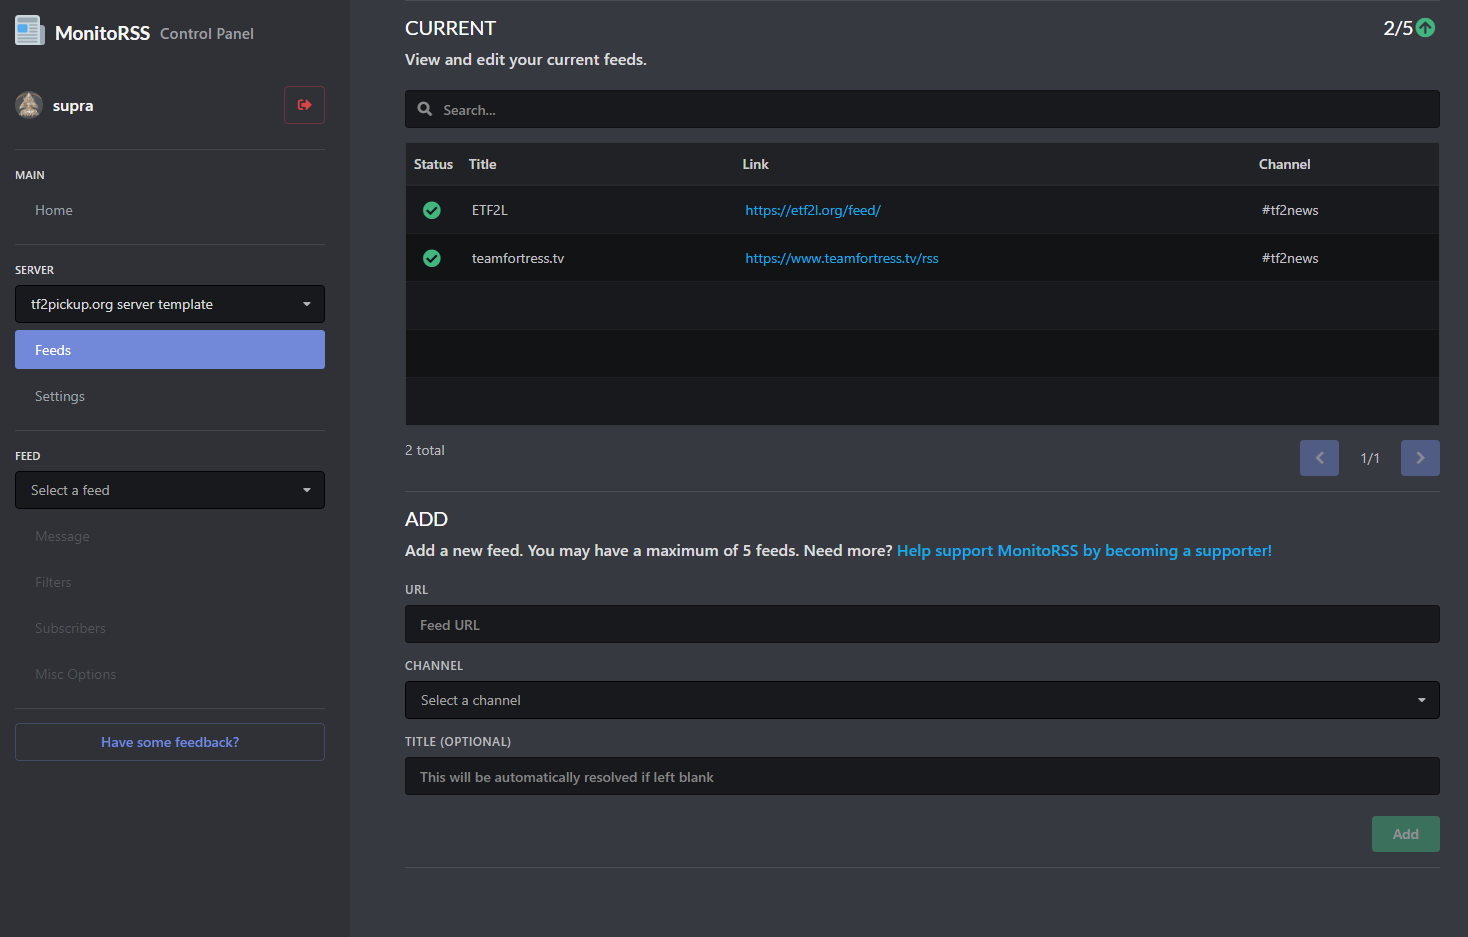 MonitoRSS Control Panel
supra
MAIN
Home
SERVER
tf2pickup.org server template
Feeds
Settings
FEED
Select a feed
Message
Filters
Subscribers
Misc Options
Have some feedback?
CURRENT 2/5
View and edit your current feeds.
Search...
Status Title Link Channel
ETF2L https://etf2l.org/feed/ #tf2news
teamfortress.tv https://www.teamfortress.tv/rss #tf2news
2 total 1/1
ADD
Add a new feed. You may have a maximum of 5 feeds. Need more? Help support MonitoRSS by becoming a supporter!
URL
Feed URL
CHANNEL
Select a channel
TITLE (OPTIONAL)
This will be automatically resolved if left blank
Add